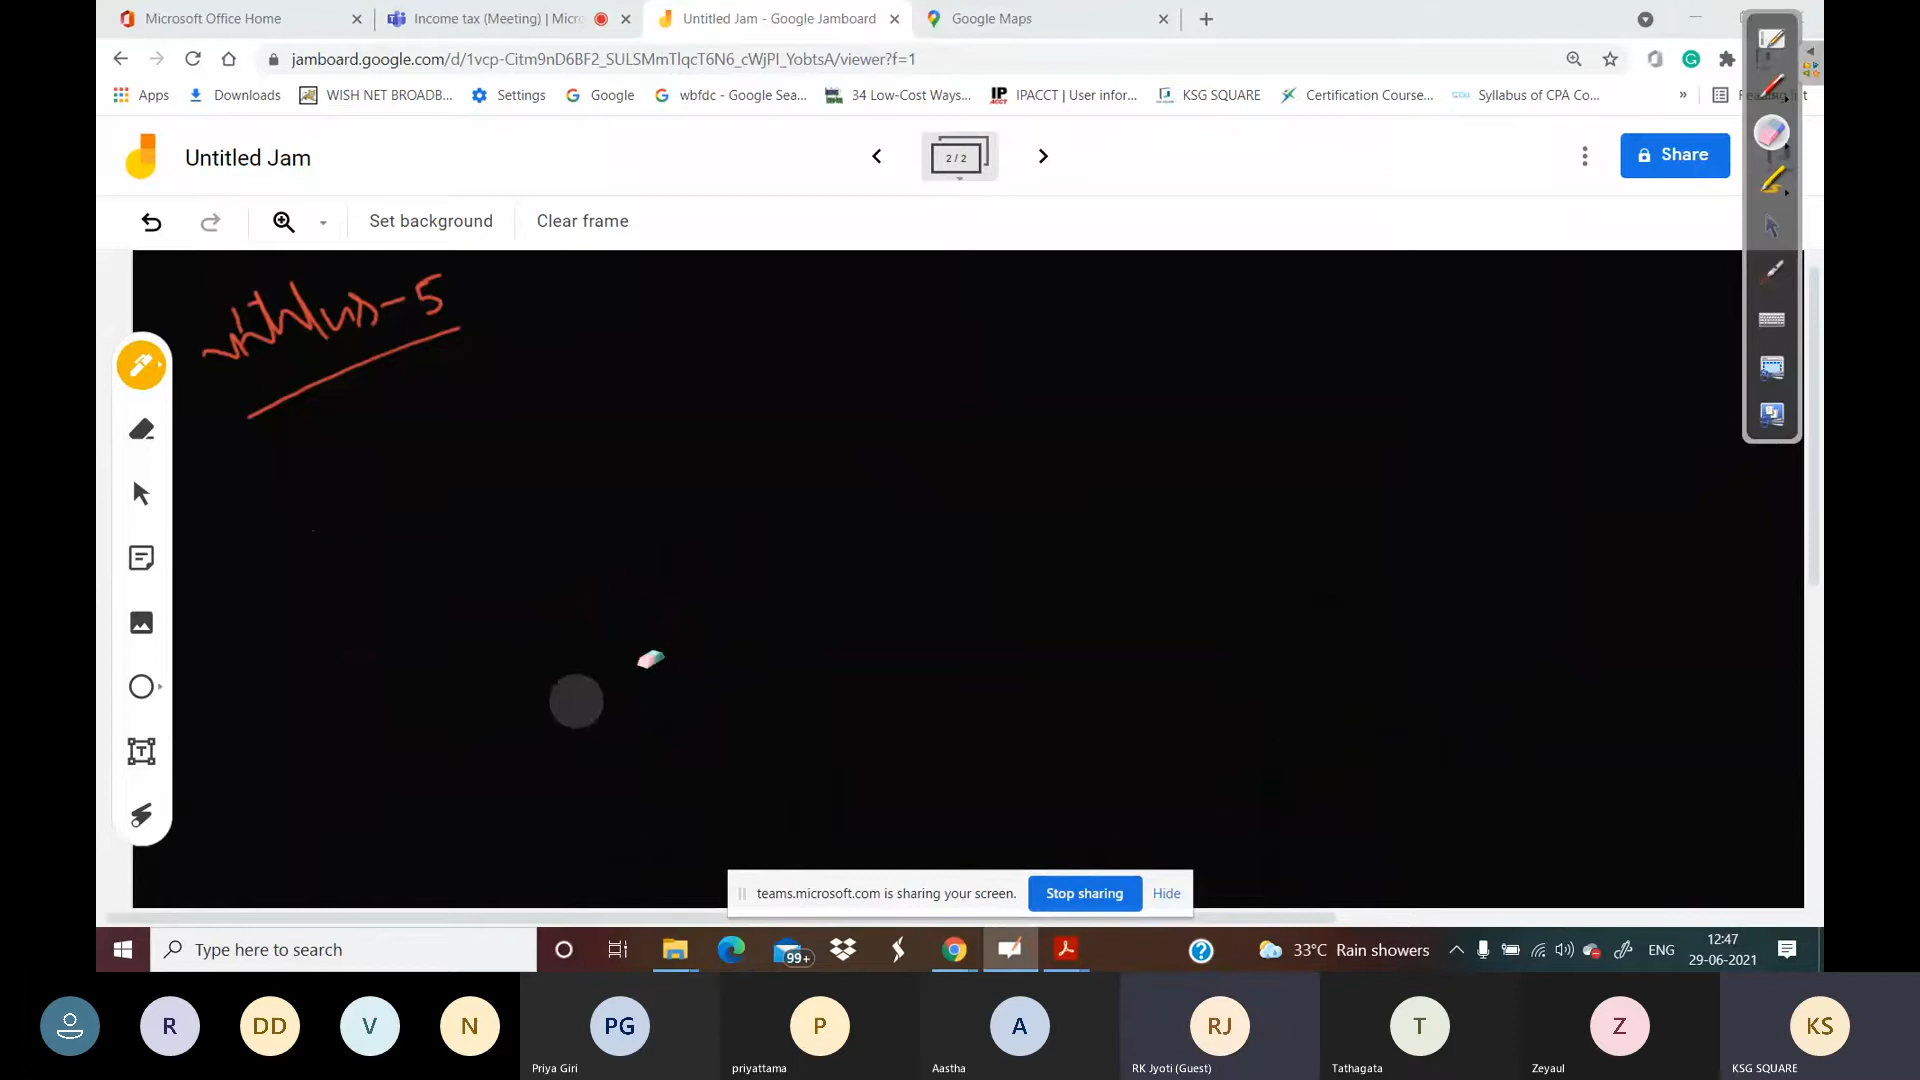 Microsoft Office Home
Income tax (Meeting) | Micr
Untitled Jam - Google Jamboard
Google Maps
jamboard.google.com/d/1vcp-Citm9nD6BF2_SULSMmTlqcT6N6_cWjPI_YobtsA/viewer?f=1
Apps Downloads WISH NET BROADB... Settings Google wbfdc - Google Sea... 34 Low-Cost Ways... IPACCT | User infor... KSG SQUARE Certification Course... Syllabus of CPA Co... »
Untitled Jam
2 / 2
Share
Set background Clear frame
- 5
teams.microsoft.com is sharing your screen. Stop sharing Hide
Type here to search
99+
33°C Rain showers
ENG
12:47
29-06-2021
R DD V N PG P A RJ T Z KS
Priya Giri priyattama Aastha RK Jyoti (Guest) Tathagata Zeyaul KSG SQUARE